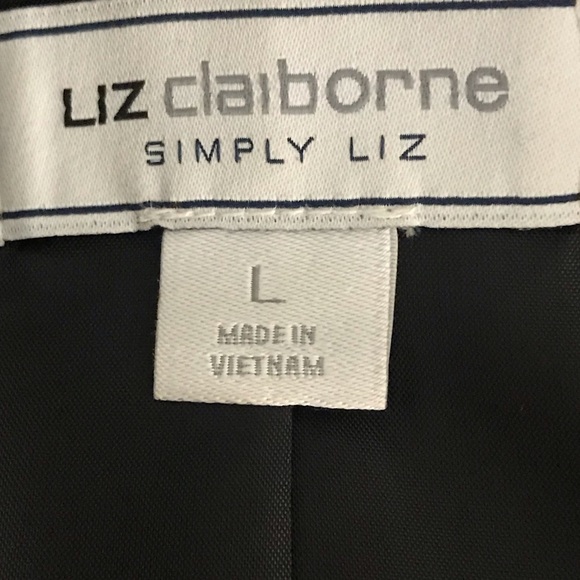 LIZ claiborne
SIMPLY LIZ
L
MADE IN
VIETNAM